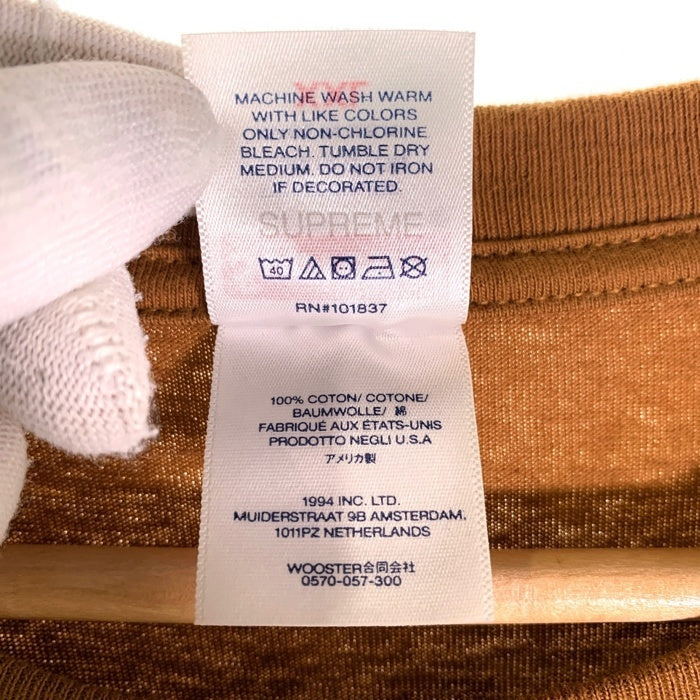 MACHINE WASH WARM
WITH LIKE COLORS
ONLY NON-CHLORINE
BLEACH. TUMBLE DRY
MEDIUM. DO NOT IRON
IF DECORATED.
SUPREME
40
RN#101837
100% COTON/ COTONE/
BAUMWOLLE/ 綿
FABRIQUÉ AUX ÉTATS-UNIS
PRODOTTO NEGLI U.S.A
アメリカ製
1994 INC. LTD.
MUIDERSTRAAT 9B AMSTERDAM,
1011PZ NETHERLANDS
WOOSTER合同会社
0570-057-300